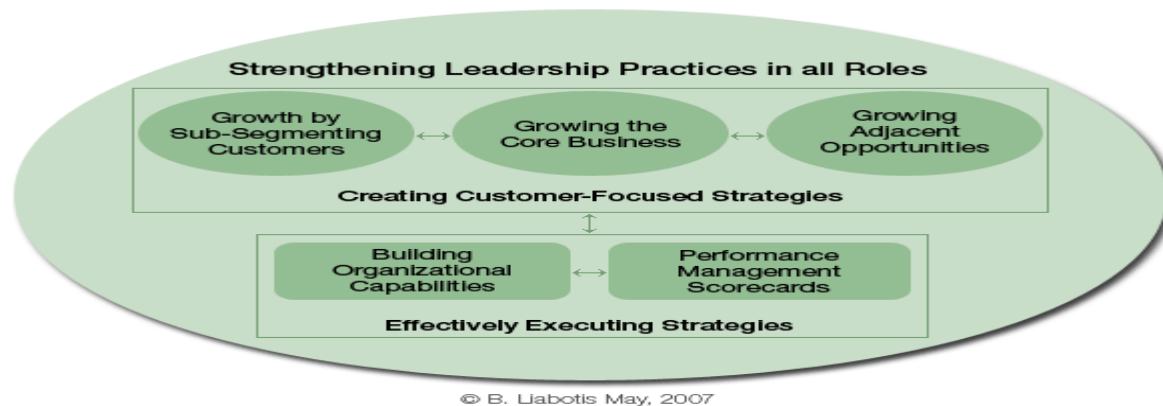 Strengthening Leadership Practices in all Roles
Growth by
Sub-Segmenting
Customers
Growing the
Core Business
Growing
Adjacent
Opportunities
Creating Customer-Focused Strategies
Building
Organizational
Capabilities
Performance
Management
Scorecards
Effectively Executing Strategies
© B. Liabotis May, 2007